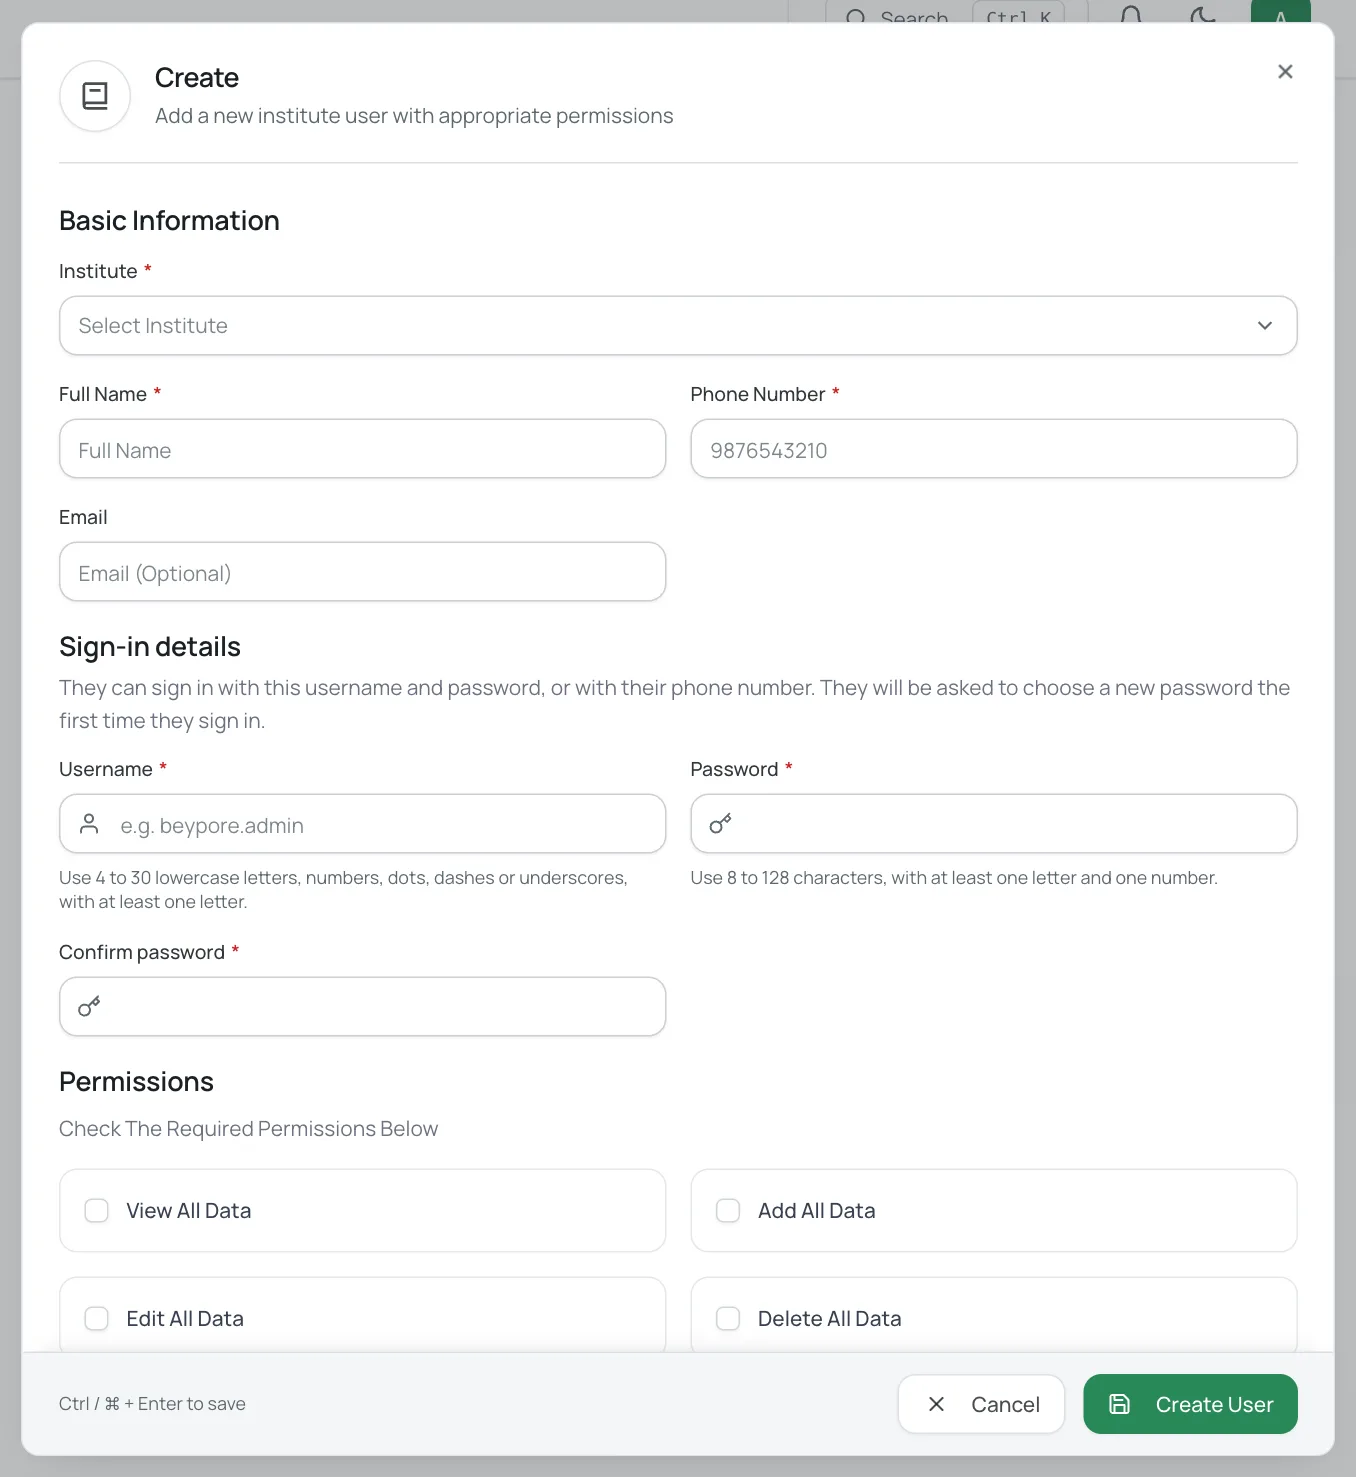 Search Ctrl K A
Create
Add a new institute user with appropriate permissions
Basic Information
Institute *
Select Institute
Full Name *
Phone Number *
Full Name
9876543210
Email
Email (Optional)
Sign-in details
They can sign in with this username and password, or with their phone number. They will be asked to choose a new password the
first time they sign in.
Username *
Password *
e.g. beypore.admin
Use 4 to 30 lowercase letters, numbers, dots, dashes or underscores,
with at least one letter.
Use 8 to 128 characters, with at least one letter and one number.
Confirm password *
Permissions
Check The Required Permissions Below
View All Data
Add All Data
Edit All Data
Delete All Data
Ctrl / ⌘ + Enter to save
Cancel
Create User